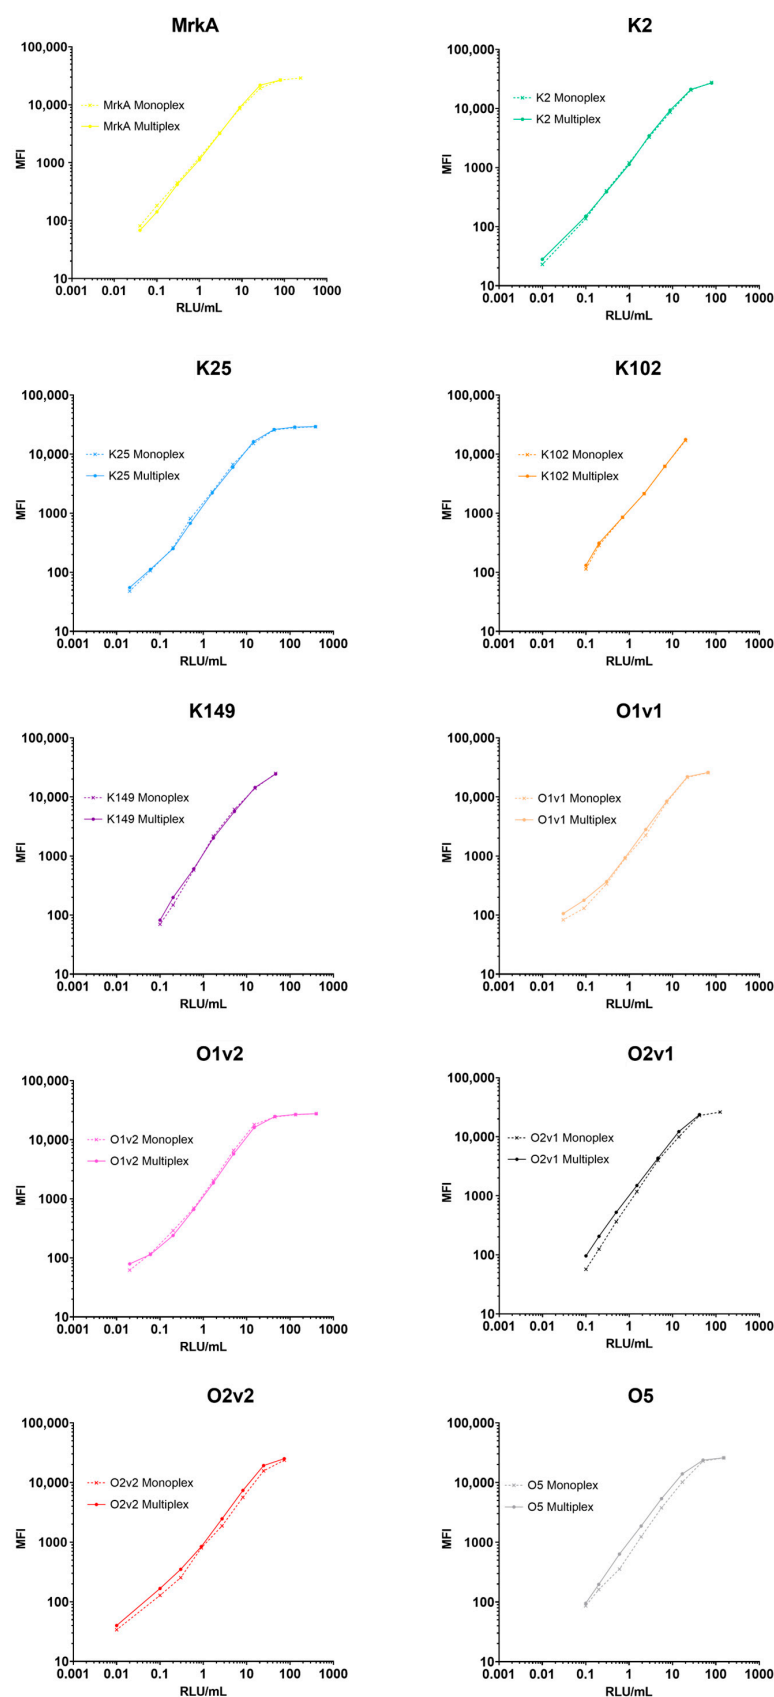 MrkA
100,000
10,000
1000
100
10
MFI
MrkA Monoplex
MrkA Multiplex
0.001 0.01 0.1 1 10 100 1000
RLU/mL
K2
100,000
10,000
1000
100
10
MFI
K2 Monoplex
K2 Multiplex
0.001 0.01 0.1 1 10 100 1000
RLU/mL
K25
100,000
10,000
1000
100
10
MFI
K25 Monoplex
K25 Multiplex
0.001 0.01 0.1 1 10 100 1000
RLU/mL
K102
100,000
10,000
1000
100
10
MFI
K102 Monoplex
K102 Multiplex
0.001 0.01 0.1 1 10 100 1000
RLU/mL
K149
100,000
10,000
1000
100
10
MFI
K149 Monoplex
K149 Multiplex
0.001 0.01 0.1 1 10 100 1000
RLU/mL
O1v1
100,000
10,000
1000
100
10
MFI
O1v1 Monoplex
O1v1 Multiplex
0.001 0.01 0.1 1 10 100 1000
RLU/mL
O1v2
100,000
10,000
1000
100
10
MFI
O1v2 Monoplex
O1v2 Multiplex
0.001 0.01 0.1 1 10 100 1000
RLU/mL
O2v1
100,000
10,000
1000
100
10
MFI
O2v1 Monoplex
O2v1 Multiplex
0.001 0.01 0.1 1 10 100 1000
RLU/mL
O2v2
100,000
10,000
1000
100
10
MFI
O2v2 Monoplex
O2v2 Multiplex
0.001 0.01 0.1 1 10 100 1000
RLU/mL
O5
100,000
10,000
1000
100
10
MFI
O5 Monoplex
O5 Multiplex
0.001 0.01 0.1 1 10 100 1000
RLU/mL